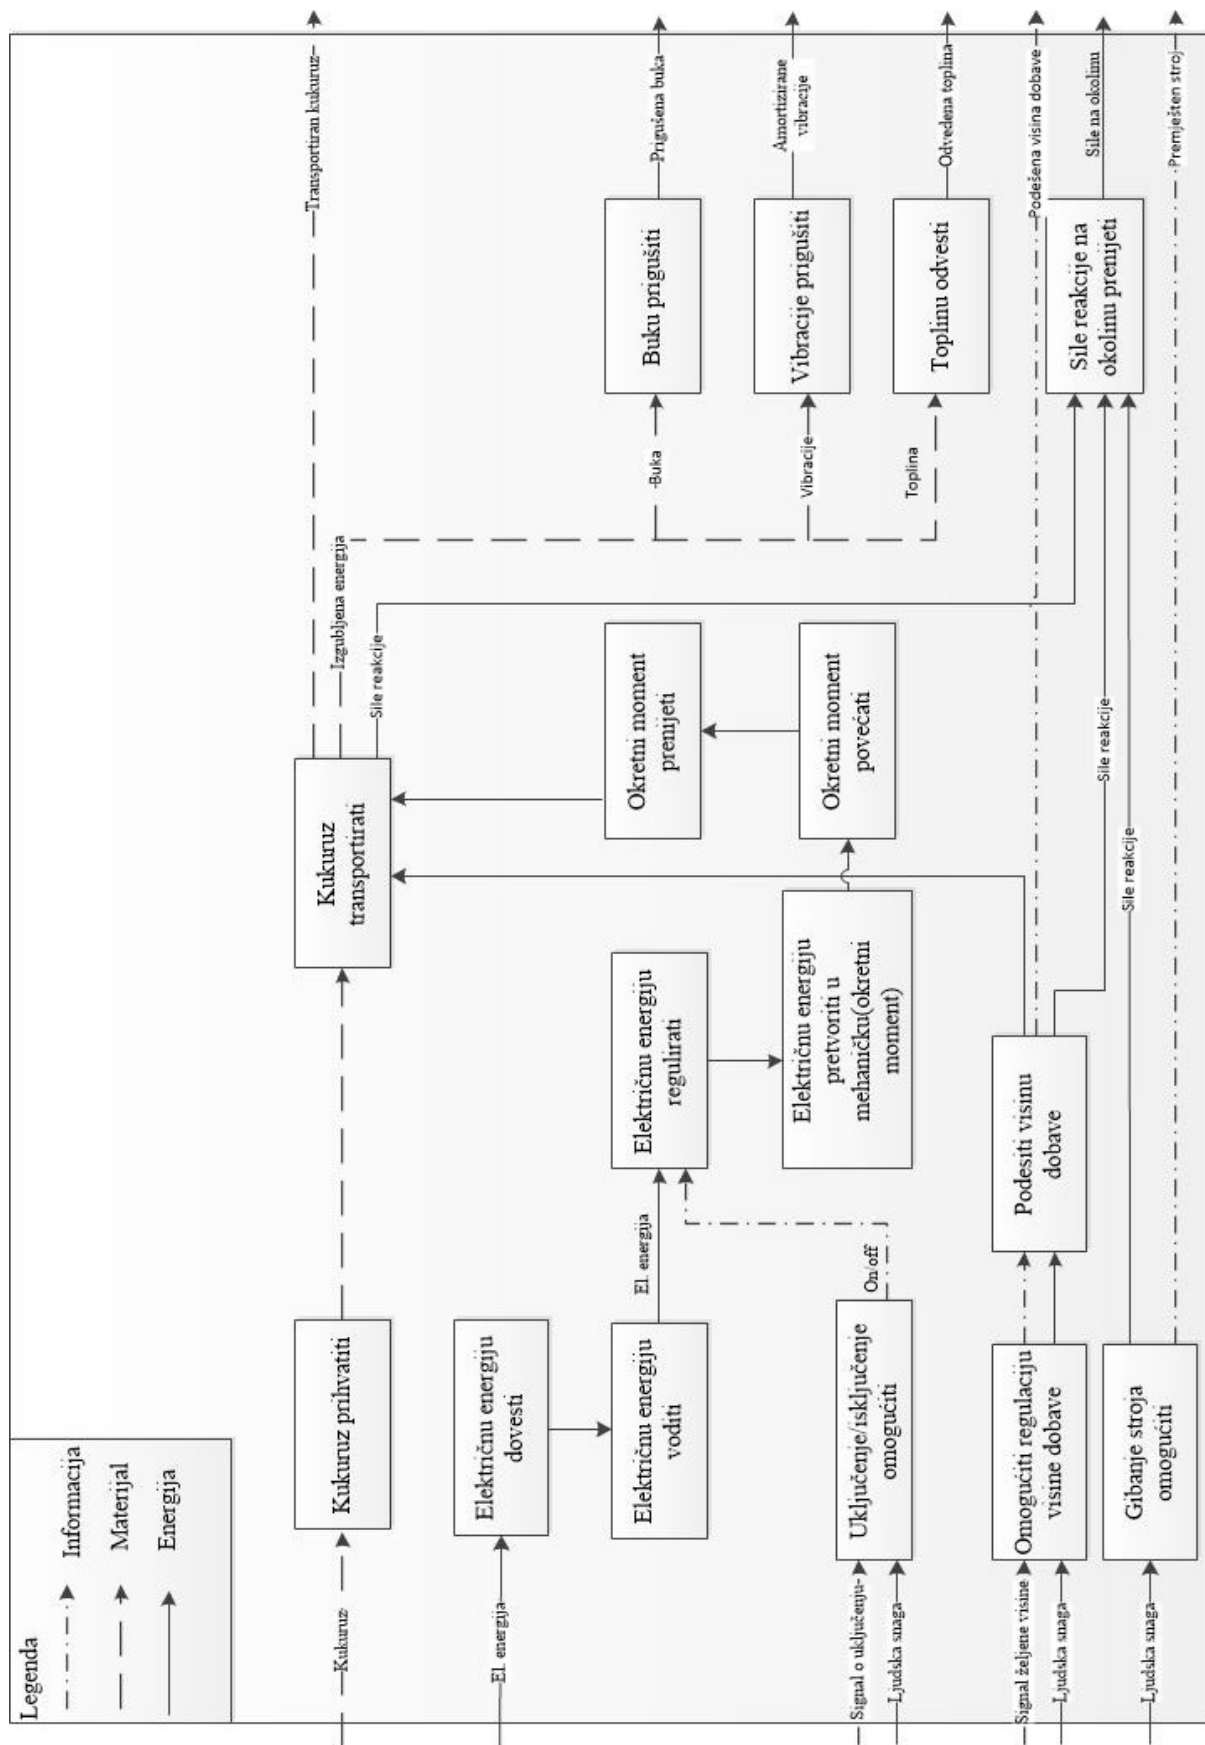 Legenda
Informacija
Materijal
Energija
Kukuruz
Kukuruz prihvatiti
Kukuruz
transportirati
Transportiran kukuruz
Izgubljena energija
Sile reakcije
El. energija
Električnu energiju
dovesti
Električnu energiju
voditi
El. energija
Električnu energiju
regulirati
Okretni moment
prenijeti
Buka
Buku prigušiti
Prigušena buka
Električnu energiju
pretvoriti u
mehaničku(okretni
moment)
Okretni moment
povećati
Vibracije
Vibracije prigušiti
Amortizirane
vibracije
Signal o uključenju
Ljudska snaga
Uključenje/isključenje
omogućiti
On/off
Toplina
Toplinu odvesti
Odvedena toplina
Signal željene visine
Ljudska snaga
Omogućiti regulaciju
visine dobave
Podesiti visinu
dobave
Podešena visina dobave
Sile reakcije
Sile reakcije na
okolinu prenijeti
Sile na okolinu
Ljudska snaga
Gibanje stroja
omogućiti
Sile reakcije
Premješten stroj